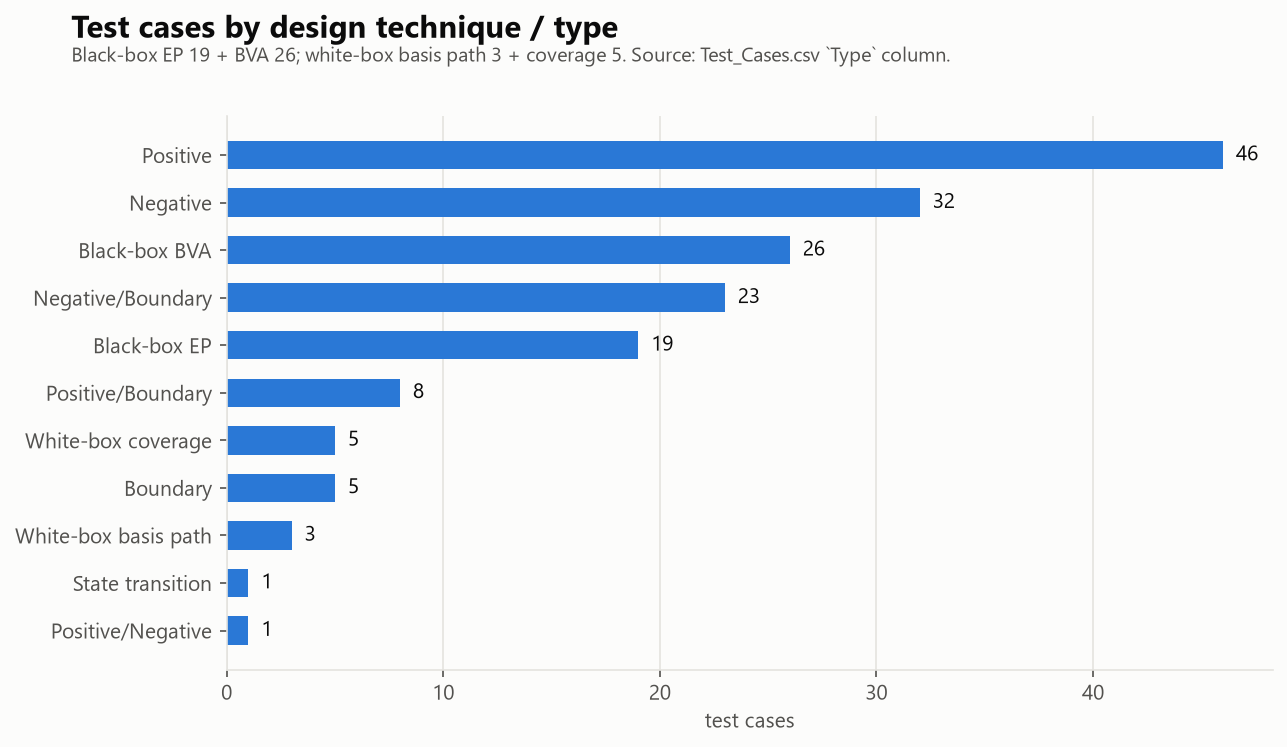 Test cases by design technique / type
Black-box EP 19 + BVA 26; white-box basis path 3 + coverage 5. Source: Test_Cases.csv `Type` column.
Positive 46
Negative 32
Black-box BVA 26
Negative/Boundary 23
Black-box EP 19
Positive/Boundary 8
White-box coverage 5
Boundary 5
White-box basis path 3
State transition 1
Positive/Negative 1
0 10 20 30 40
test cases